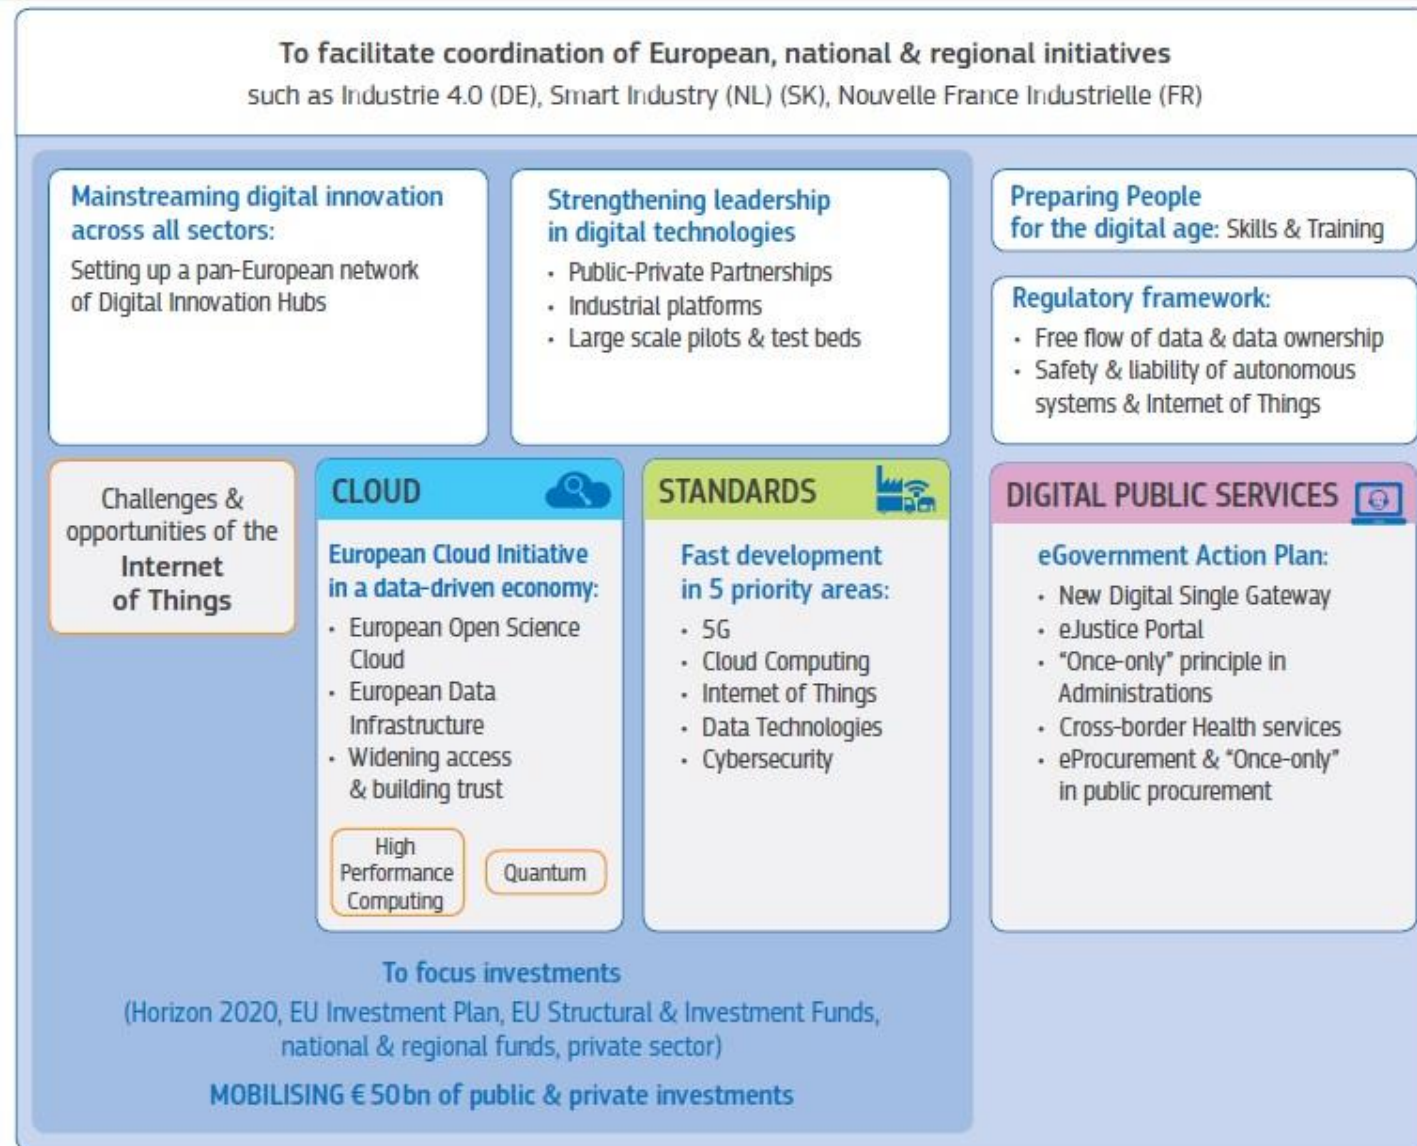 To facilitate coordination of European, national & regional initiatives
such as Industrie 4.0 (DE), Smart Industry (NL) (SK), Nouvelle France Industrielle (FR)
Mainstreaming digital innovation
across all sectors:
Setting up a pan-European network
of Digital Innovation Hubs
Strengthening leadership
in digital technologies
· Public-Private Partnerships
· Industrial platforms
· Large scale pilots & test beds
Preparing People
for the digital age: Skills & Training
Regulatory framework:
· Free flow of data & data ownership
· Safety & liability of autonomous
systems & Internet of Things
Challenges &
opportunities of the
Internet
of Things
CLOUD
European Cloud Initiative
in a data-driven economy:
· European Open Science
Cloud
· European Data
Infrastructure
· Widening access
& building trust
High
Performance
Computing
Quantum
STANDARDS
Fast development
in 5 priority areas:
· 5G
· Cloud Computing
· Internet of Things
· Data Technologies
· Cybersecurity
DIGITAL PUBLIC SERVICES
eGovernment Action Plan:
· New Digital Single Gateway
· eJustice Portal
· "Once-only" principle in
Administrations
· Cross-border Health services
· eProcurement & "Once-only"
in public procurement
To focus investments
(Horizon 2020, EU Investment Plan, EU Structural & Investment Funds,
national & regional funds, private sector)
MOBILISING € 50bn of public & private investments